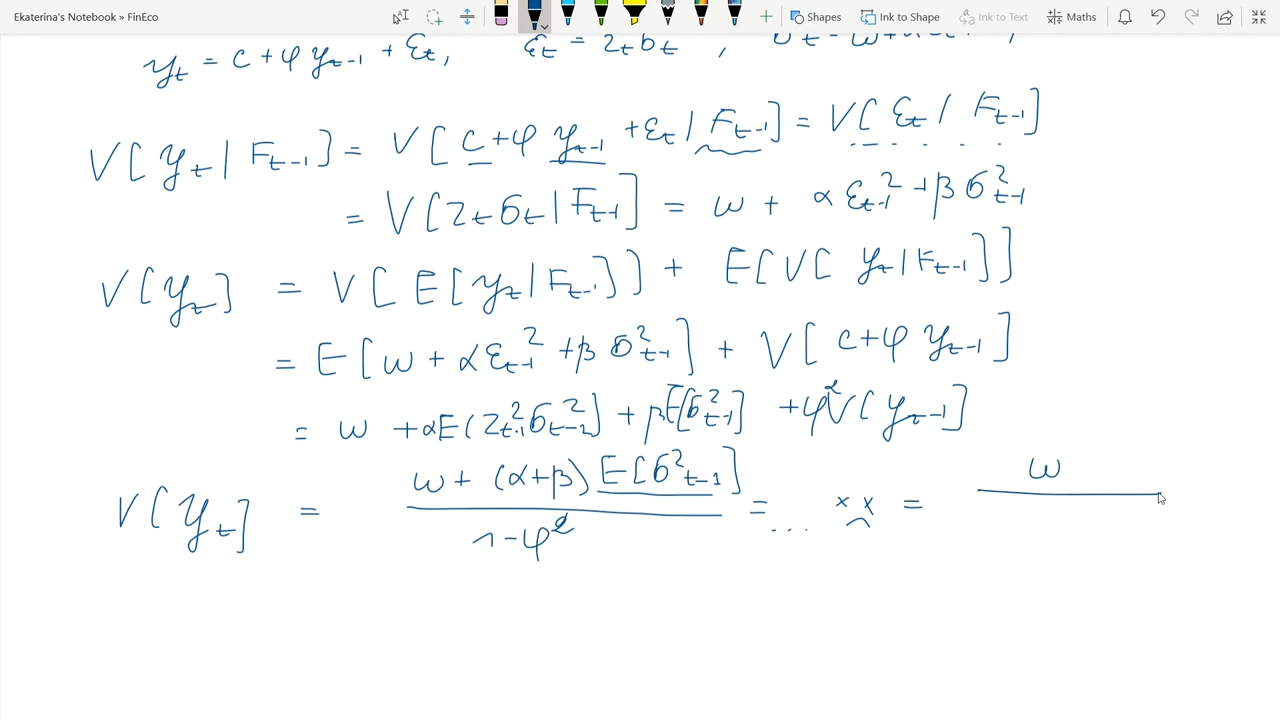 Ekaterina's Notebook » FinEco
Shapes Ink to Shape Ink to Text Maths
y_t = c + φ y_{t-1} + ε_t, ε_t = z_t σ_t,
V[y_t | F_{t-1}] = V[c + φ y_{t-1} + ε_t | F_{t-1}] = V[ε_t | F_{t-1}]
= V[z_t σ_t | F_{t-1}] = ω + α ε²_{t-1} + β σ²_{t-1}
V[y_t] = V[E[y_t | F_{t-1}]] + E[V[y_t | F_{t-1}]]
= E[ω + α ε²_{t-1} + β σ²_{t-1}] + V[c + φ y_{t-1}]
= ω + α E(z²_{t-1} σ²_{t-2}] + β E[σ²_{t-1}] + φ² V[y_{t-1}]
V[y_t] = (ω + (α+β) E[σ²_{t-1}]) / (1-φ²) = ... x x = ω